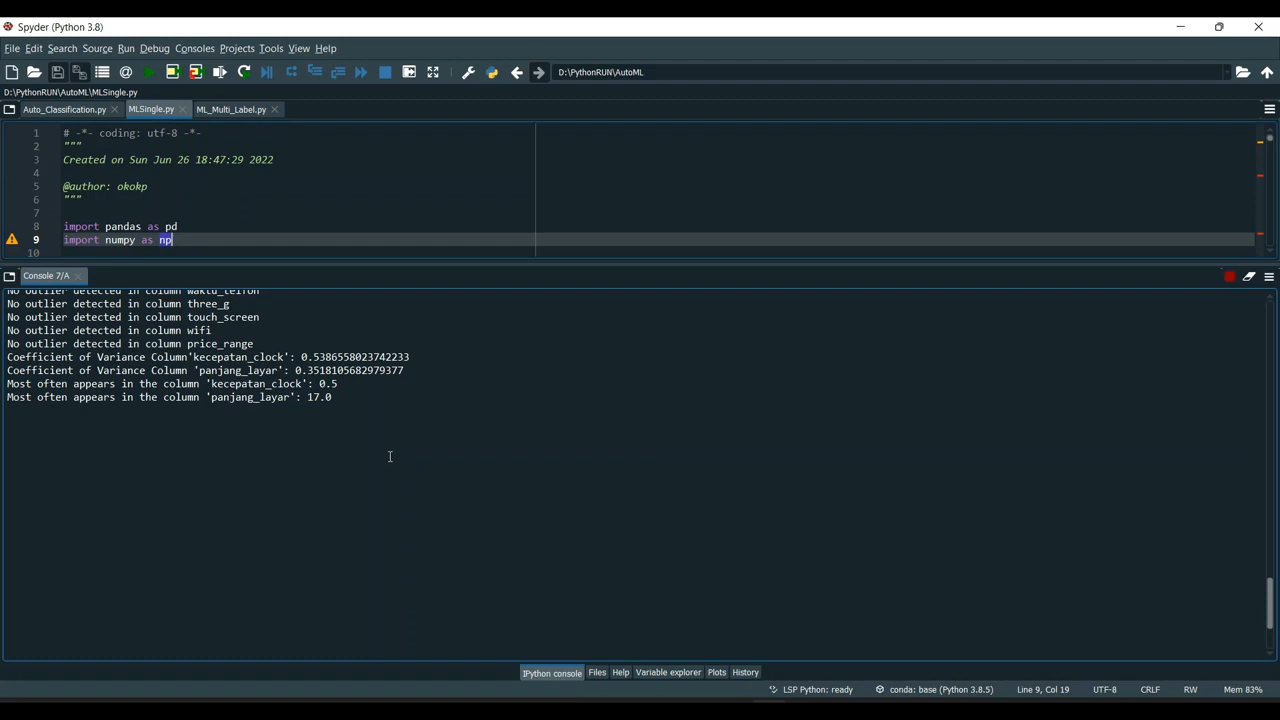 Spyder (Python 3.8)
File Edit Search Source Run Debug Consoles Projects Tools View Help
D:\PythonRUN\AutoML
D:\PythonRUN\AutoML\MLSingle.py
Auto_Classification.py MLSingle.py ML_Multi_Label.py
1 # -*- coding: utf-8 -*-
2 """
3 Created on Sun Jun 26 18:47:29 2022
4
5 @author: okokp
6 """
7
8 import pandas as pd
9 import numpy as np
10
Console 7/A
No outlier detected in column waktu_telfon
No outlier detected in column three_g
No outlier detected in column touch_screen
No outlier detected in column wifi
No outlier detected in column price_range
Coefficient of Variance Column'kecepatan_clock': 0.5386558023742233
Coefficient of Variance Column 'panjang_layar': 0.3518105682979377
Most often appears in the column 'kecepatan_clock': 0.5
Most often appears in the column 'panjang_layar': 17.0
IPython console Files Help Variable explorer Plots History
LSP Python: ready conda: base (Python 3.8.5) Line 9, Col 19 UTF-8 CRLF RW Mem 83%